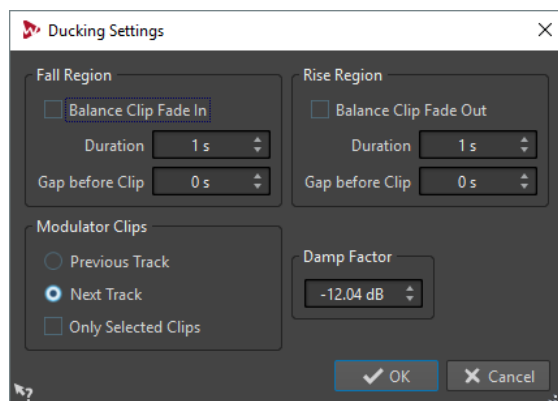 Ducking Settings
Fall Region
Balance Clip Fade In
Duration 1 s
Gap before Clip 0 s
Rise Region
Balance Clip Fade Out
Duration 1 s
Gap before Clip 0 s
Modulator Clips
Previous Track
Next Track
Only Selected Clips
Damp Factor
-12.04 dB
OK
Cancel
?